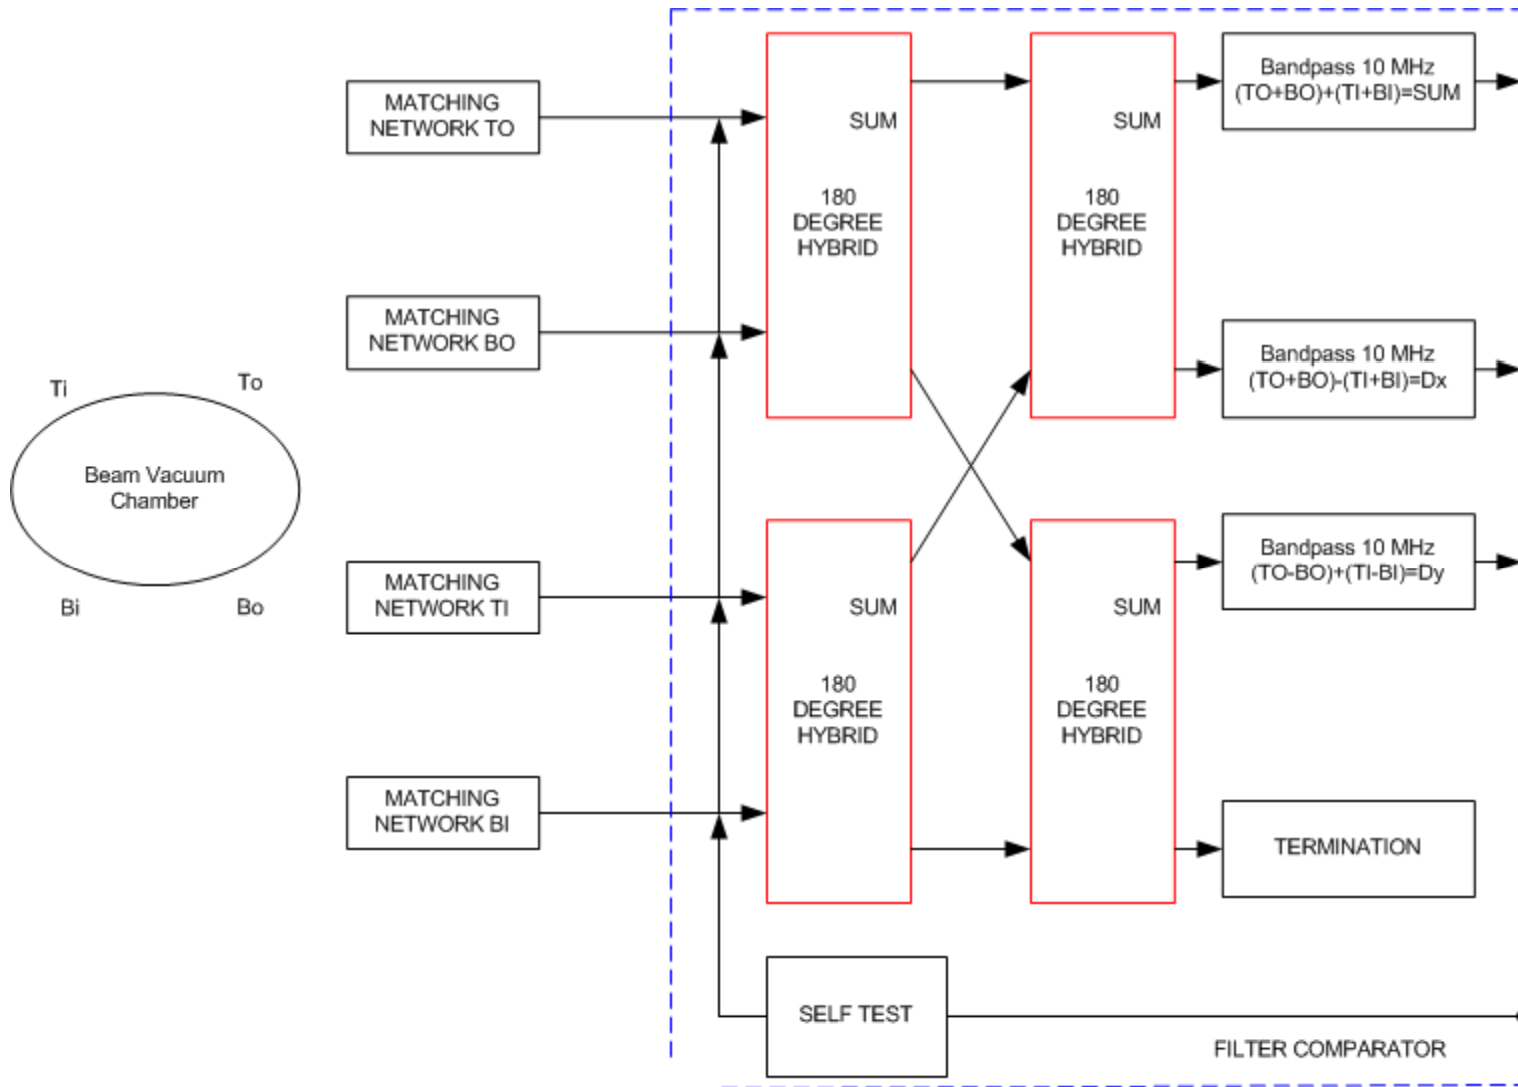 MATCHING
NETWORK TO
MATCHING
NETWORK BO
Ti
To
Beam Vacuum
Chamber
Bi
Bo
MATCHING
NETWORK TI
MATCHING
NETWORK BI
SUM
180
DEGREE
HYBRID
SUM
180
DEGREE
HYBRID
Bandpass 10 MHz
(TO+BO)+(TI+BI)=SUM
Bandpass 10 MHz
(TO+BO)-(TI+BI)=Dx
SUM
180
DEGREE
HYBRID
SUM
180
DEGREE
HYBRID
Bandpass 10 MHz
(TO-BO)+(TI-BI)=Dy
TERMINATION
SELF TEST
FILTER COMPARATOR